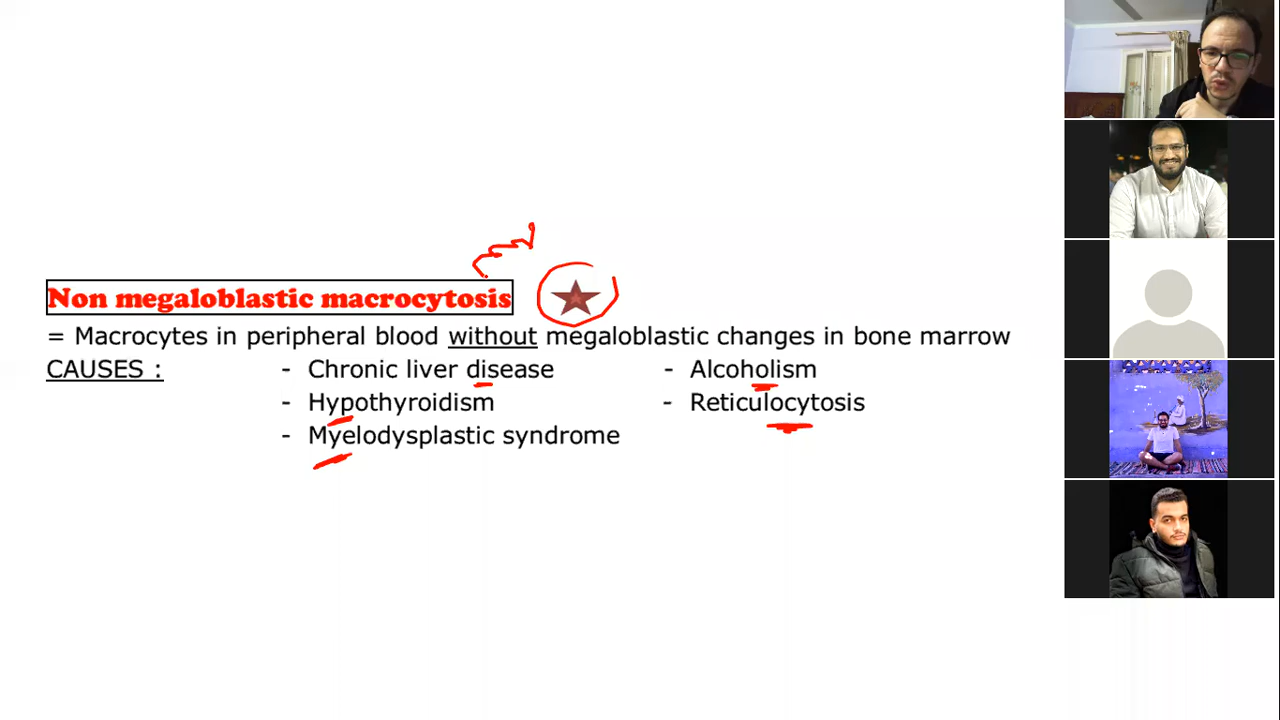 Non megaloblastic macrocytosis
= Macrocytes in peripheral blood without megaloblastic changes in bone marrow
CAUSES : - Chronic liver disease - Alcoholism
- Hypothyroidism - Reticulocytosis
- Myelodysplastic syndrome